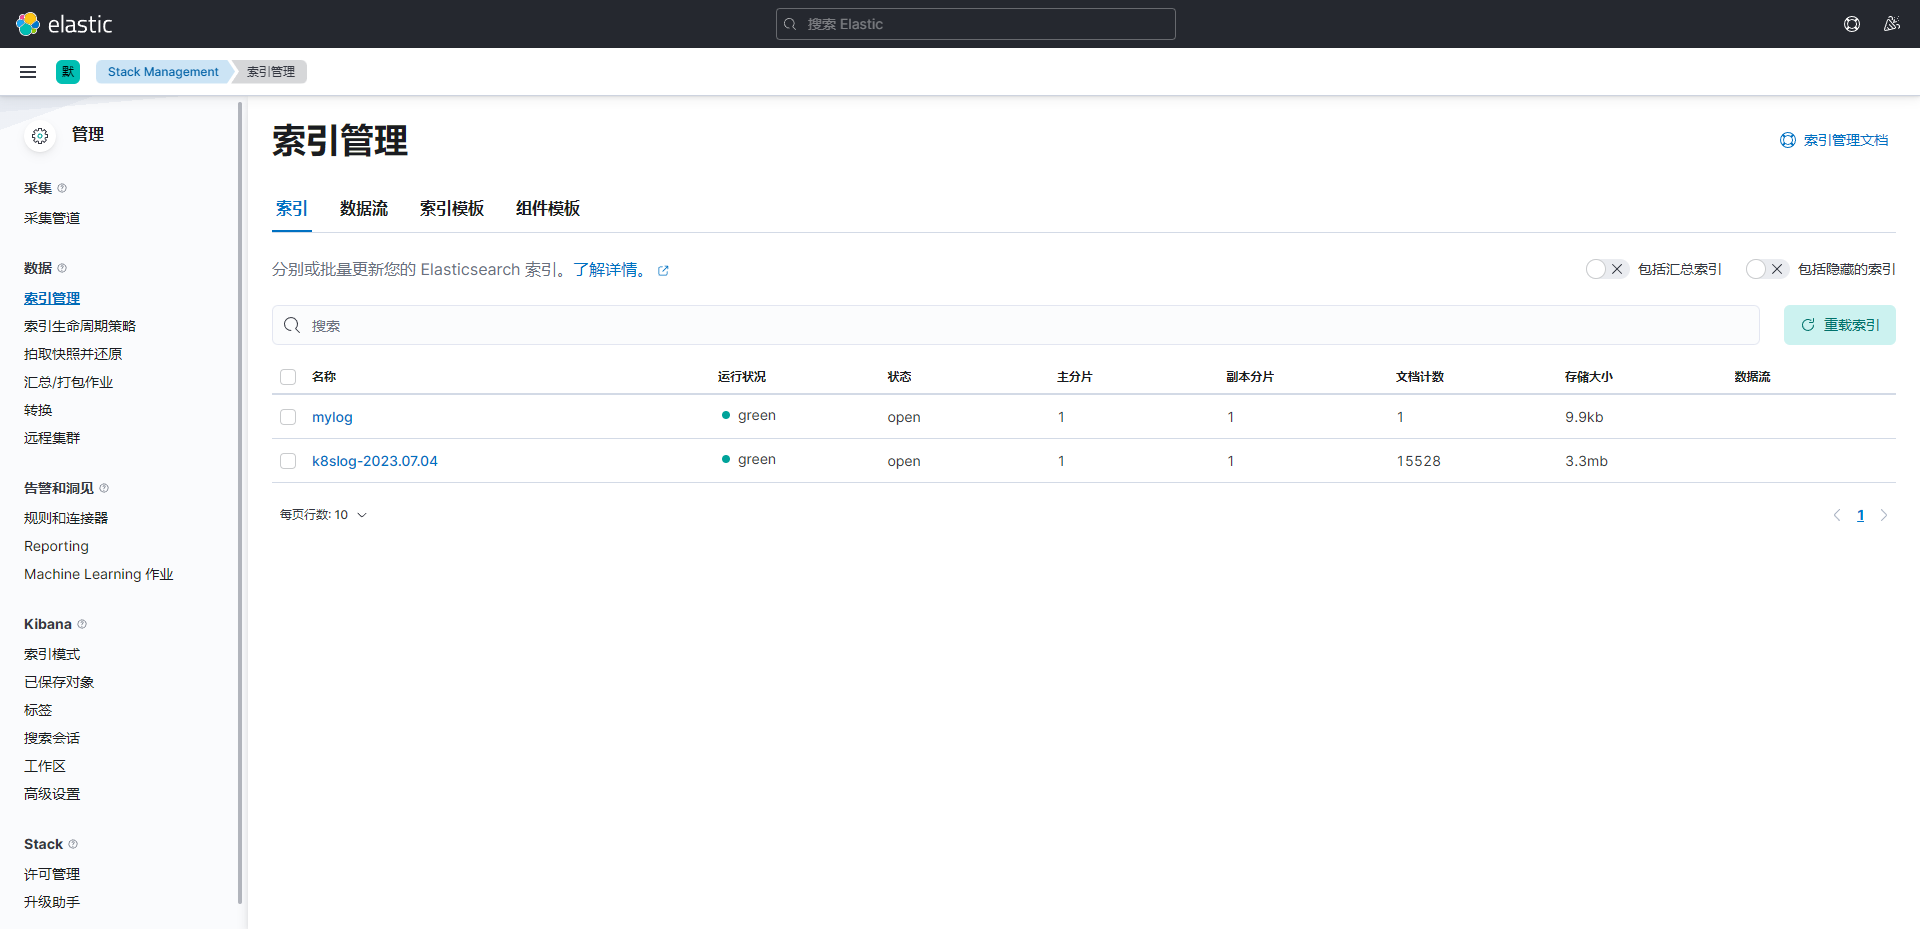 elastic
搜索 Elastic
默
Stack Management
索引管理
管理
采集
采集管道
数据
索引管理
索引生命周期策略
拍取快照并还原
汇总/打包作业
转换
远程集群
告警和洞见
规则和连接器
Reporting
Machine Learning 作业
Kibana
索引模式
已保存对象
标签
搜索会话
工作区
高级设置
Stack
许可管理
升级助手
索引管理
索引管理文档
索引 数据流 索引模板 组件模板
分别或批量更新您的 Elasticsearch 索引。了解详情。
包括汇总索引 包括隐藏的索引
搜索
重载索引
名称 运行状况 状态 主分片 副本分片 文档计数 存储大小 数据流
mylog green open 1 1 1 9.9kb
k8slog-2023.07.04 green open 1 1 15528 3.3mb
每页行数: 10
1